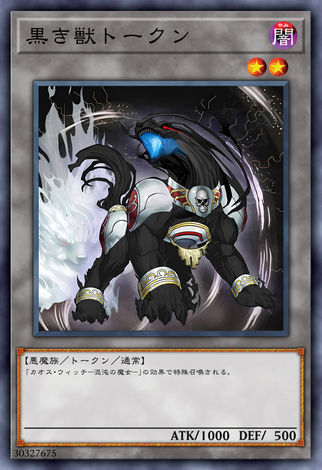 黒き獣トークン
やみ
闇
【悪魔族／トークン／通常】
「カオス・ウィッチ－混沌の魔女－」の効果で特殊召喚される。
ATK/1000 DEF/ 500
30327675